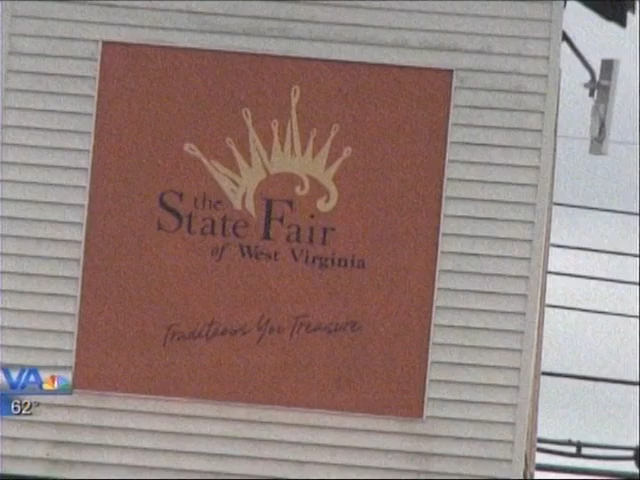 the
State Fair
of West Virginia
Traditions You Treasure
VA
62°